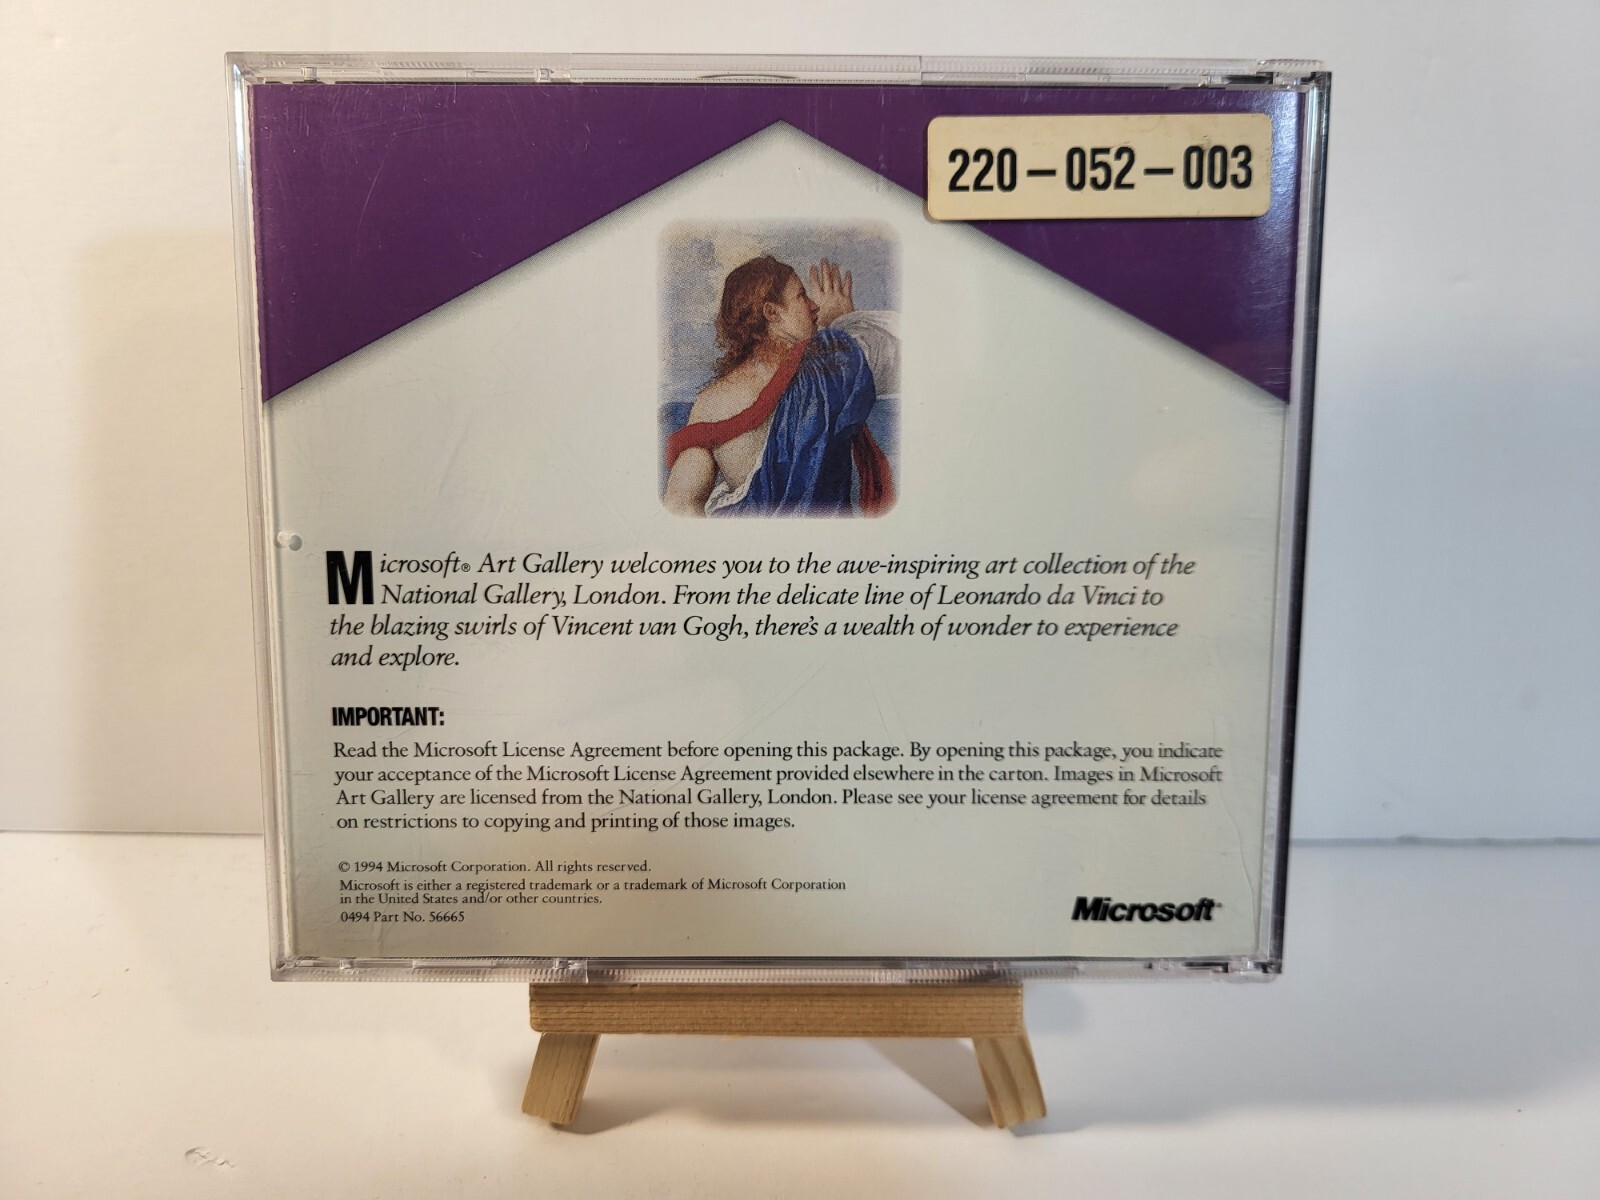 220-052-003
Microsoft® Art Gallery welcomes you to the awe-inspiring art collection of the
National Gallery, London. From the delicate line of Leonardo da Vinci to
the blazing swirls of Vincent van Gogh, there's a wealth of wonder to experience
and explore.
IMPORTANT:
Read the Microsoft License Agreement before opening this package. By opening this package, you indicate
your acceptance of the Microsoft License Agreement provided elsewhere in the carton. Images in Microsoft
Art Gallery are licensed from the National Gallery, London. Please see your license agreement for details
on restrictions to copying and printing of those images.
© 1994 Microsoft Corporation. All rights reserved.
Microsoft is either a registered trademark or a trademark of Microsoft Corporation
in the United States and/or other countries.
0494 Part No. 56665
Microsoft